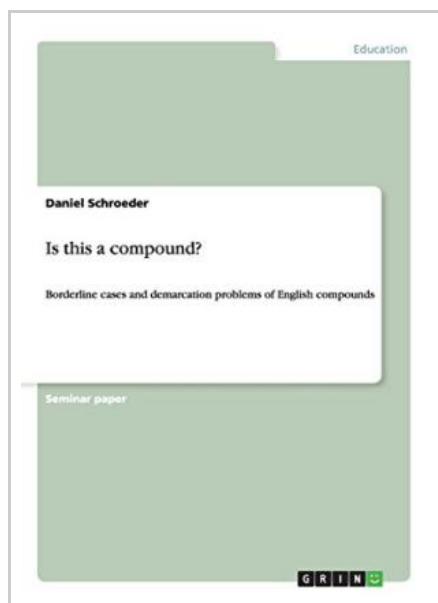 Education
Daniel Schroeder
Is this a compound?
Borderline cases and demarcation problems of English compounds
Seminar paper
GRIN